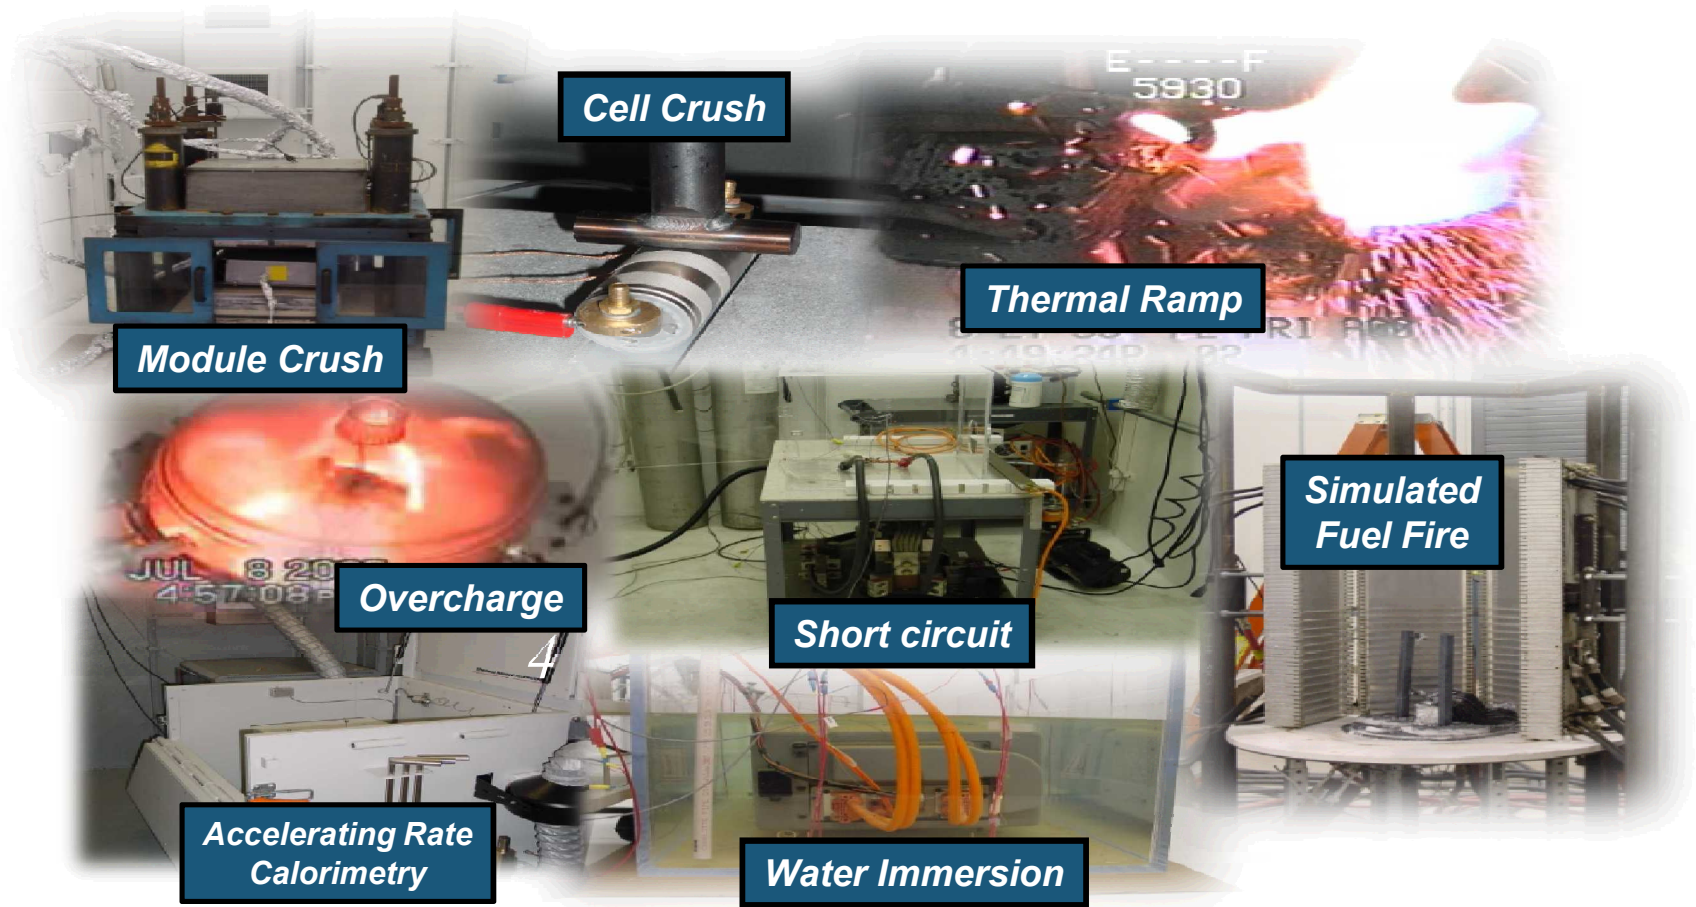 Cell Crush
E----F
5930
Thermal Ramp
FRI
Module Crush
Simulated
Fuel Fire
JUL 8
4:57:08
Overcharge
Short circuit
4
Accelerating Rate
Calorimetry
Water Immersion